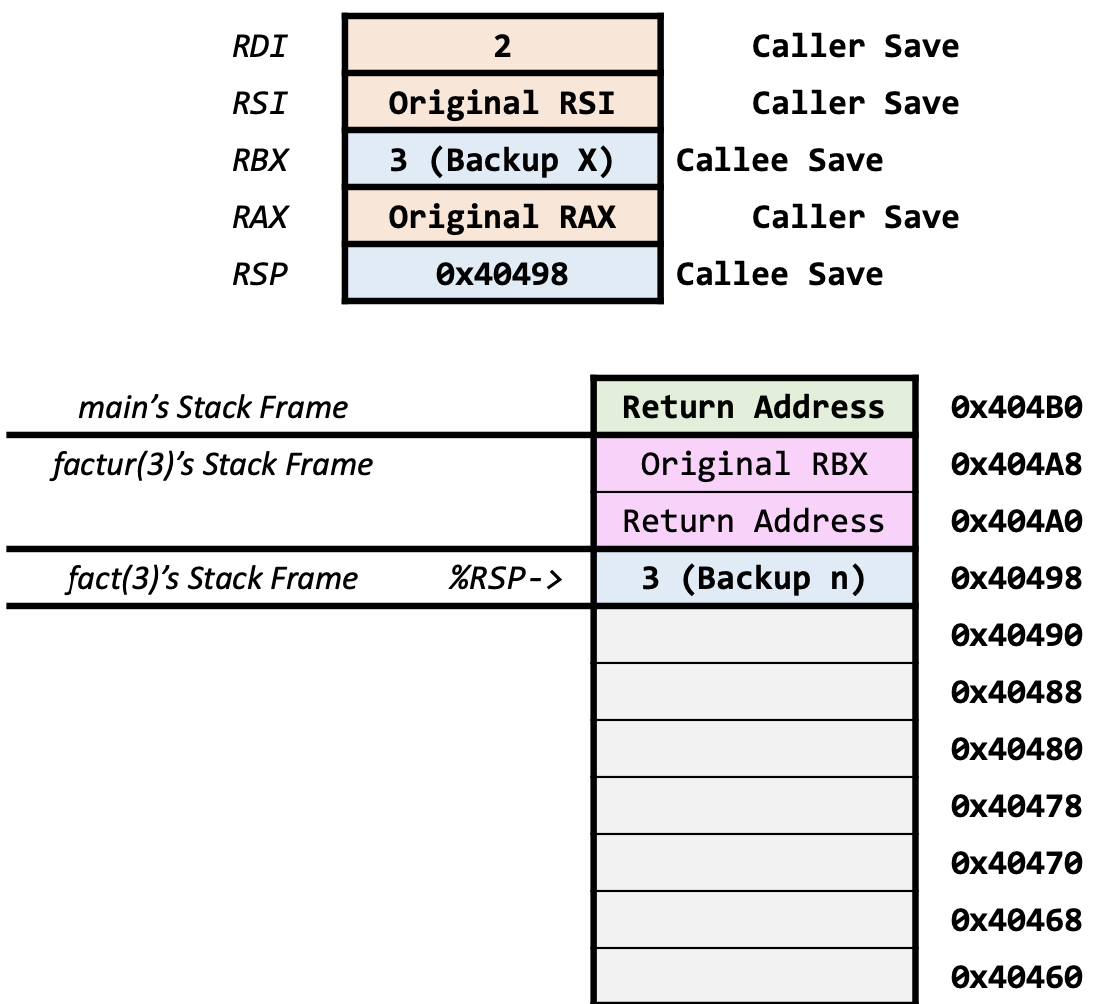 RDI 2 Caller Save
RSI Original RSI Caller Save
RBX 3 (Backup X) Callee Save
RAX Original RAX Caller Save
RSP 0x40498 Callee Save
main’s Stack Frame Return Address 0x404B0
factur(3)’s Stack Frame Original RBX 0x404A8
Return Address 0x404A0
fact(3)’s Stack Frame %RSP-> 3 (Backup n) 0x40498
0x40490
0x40488
0x40480
0x40478
0x40470
0x40468
0x40460